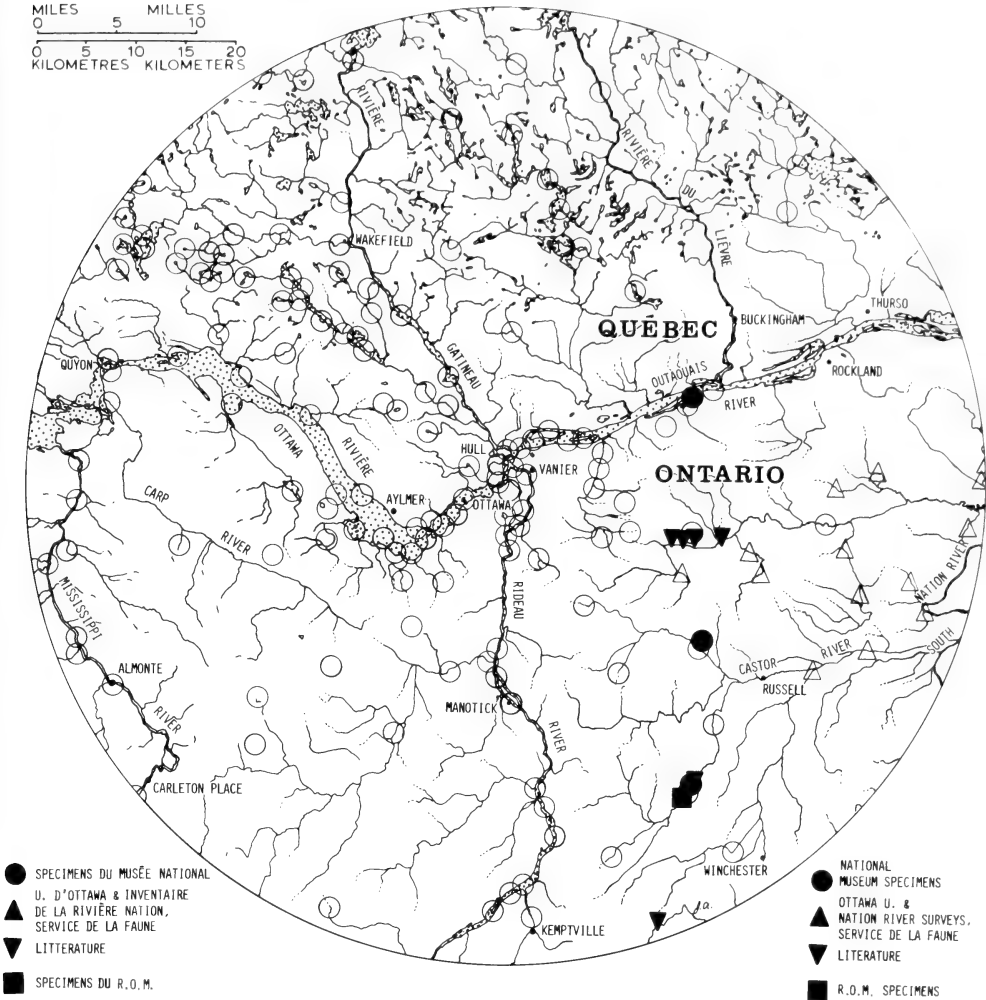 MILES MILLES
0 5 10
0 5 10 15 20
KILOMETRES KILOMETERS
RIVIÈRE
RIVIÈRE
DU
LIÈVRE
WAKEFIELD
THURSO
QUÉBEC
BUCKINGHAM
GATINEAU
QUYON
OUTAOUAIS
ROCKLAND
RIVER
OTTAWA
RIVIÈRE
HULL
VANIER
ONTARIO
CARP
AYLMER
OTTAWA
RIVER
NATION RIVER
MISSISSIPPI
RIDEAU
SOUTH
ALMONTE
CASTOR
RIVER
RUSSELL
MANOTICK
RIVER
RIVER
CARLETON PLACE
WINCHESTER
j.a.
KEMPTVILLE
SPECIMENS DU MUSÉE NATIONAL
U. D'OTTAWA & INVENTAIRE
DE LA RIVIÈRE NATION,
SERVICE DE LA FAUNE
LITTERATURE
SPECIMENS DU R.O.M.
NATIONAL
MUSEUM SPECIMENS
OTTAWA U. &
NATION RIVER SURVEYS,
SERVICE DE LA FAUNE
LITERATURE
R.O.M. SPECIMENS